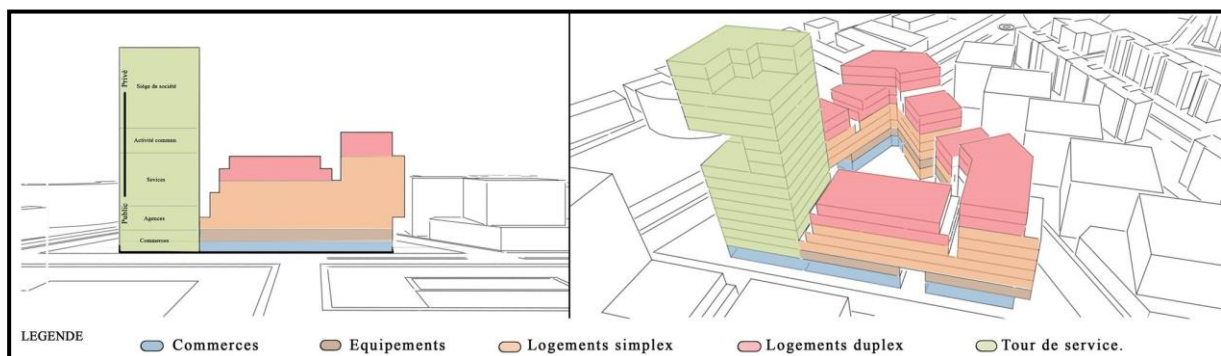 Privé
Siège de société
Activité commun
Sévices
Public
Agences
Commerces
LEGENDE
Commerces
Equipements
Logements simplex
Logements duplex
Tour de service.